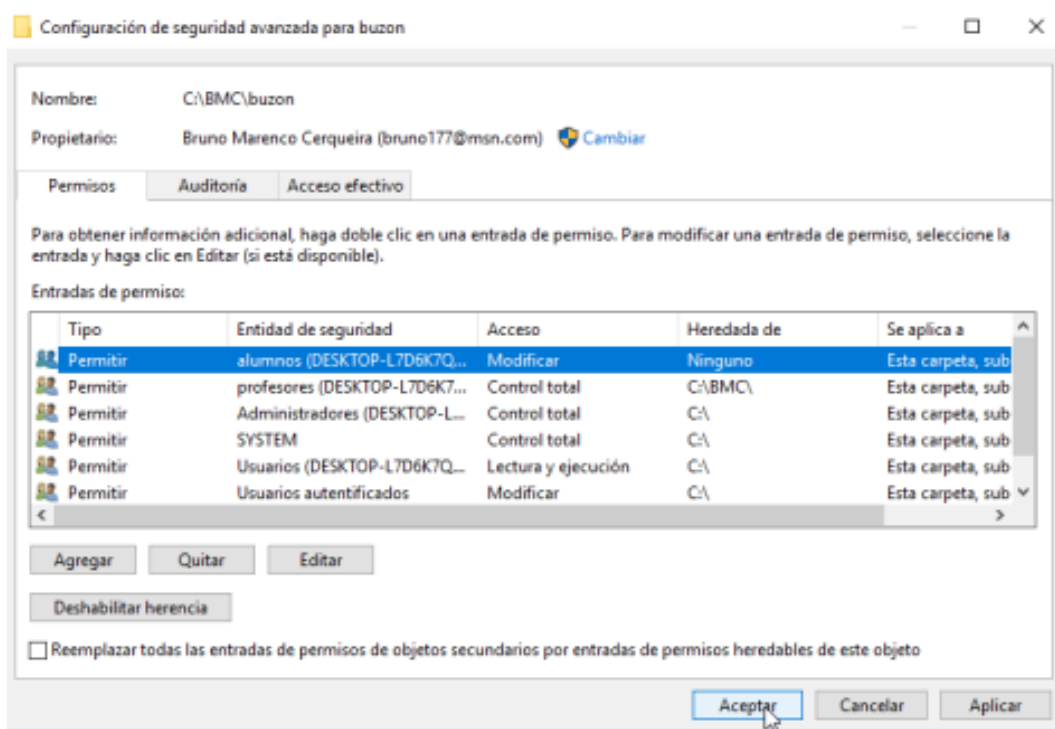 Configuración de seguridad avanzada para buzon
Nombre: C:\BMC\buzon
Propietario: Bruno Marenco Cerqueira (bruno177@msn.com) Cambiar
Permisos Auditoría Acceso efectivo
Para obtener información adicional, haga doble clic en una entrada de permiso. Para modificar una entrada de permiso, seleccione la
entrada y haga clic en Editar (si está disponible).
Entradas de permiso:
Tipo Entidad de seguridad Acceso Heredada de Se aplica a
Permitir alumnos (DESKTOP-L7D6K7Q... Modificar Ninguno Esta carpeta, sub
Permitir profesores (DESKTOP-L7D6K7... Control total C:\BMC\ Esta carpeta, sub
Permitir Administradores (DESKTOP-L... Control total C:\ Esta carpeta, sub
Permitir SYSTEM Control total C:\ Esta carpeta, sub
Permitir Usuarios (DESKTOP-L7D6K7Q... Lectura y ejecución C:\ Esta carpeta, sub
Permitir Usuarios autentificados Modificar C:\ Esta carpeta, sub
Agregar Quitar Editar
Deshabilitar herencia
Reemplazar todas las entradas de permisos de objetos secundarios por entradas de permisos heredables de este objeto
Aceptar Cancelar Aplicar